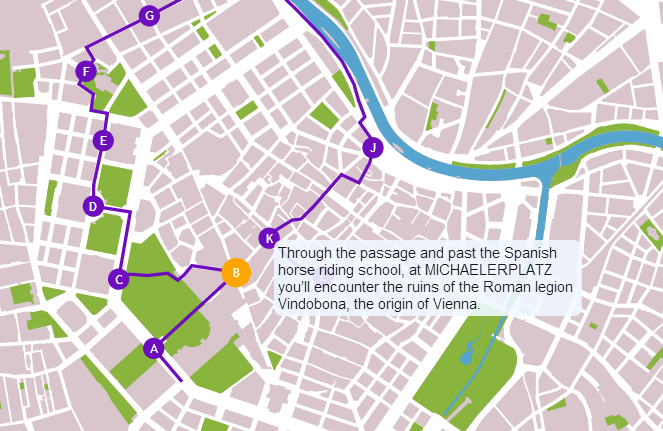 G
F
E
J
D
K
Through the passage and past the Spanish
horse riding school, at MICHAELERPLATZ
you'll encounter the ruins of the Roman legion
Vindobona, the origin of Vienna.
B
C
A